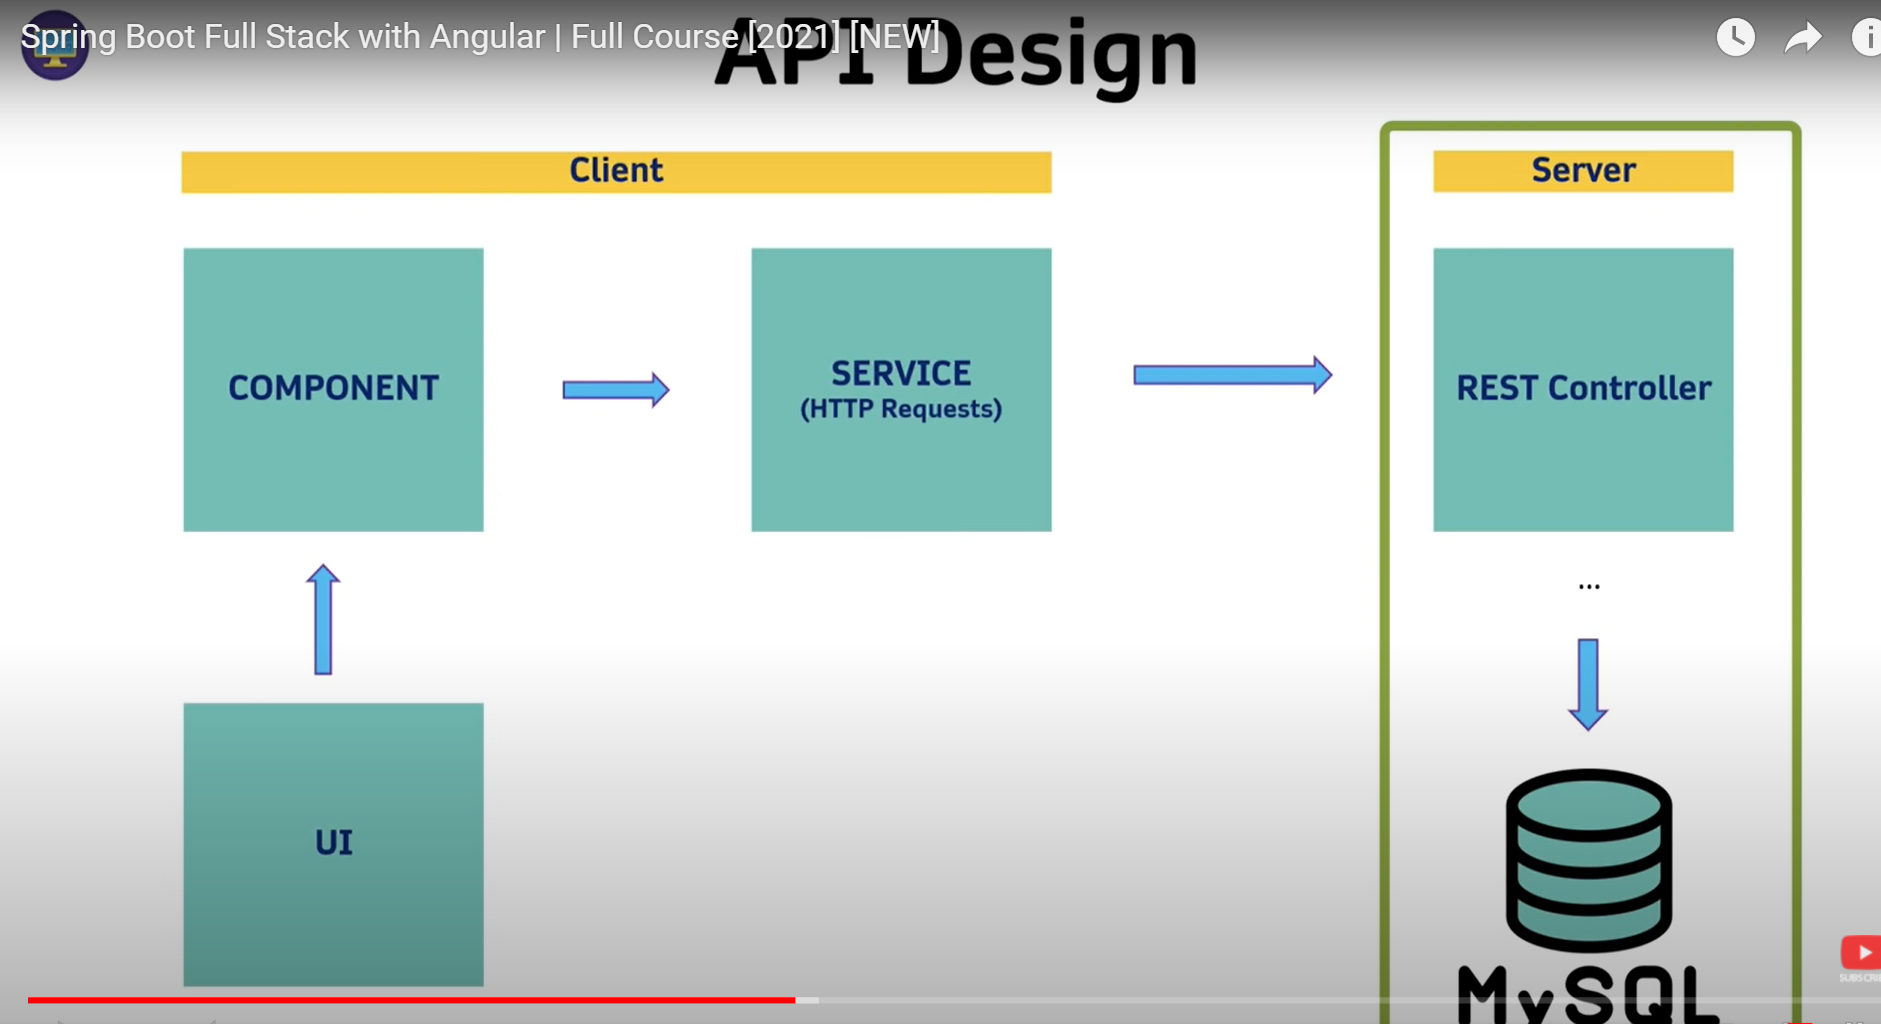 Spring Boot Full Stack with Angular | Full Course [2021] [NEW]
API Design
Client
Server
COMPONENT
SERVICE
(HTTP Requests)
REST Controller
...
UI
MySQL